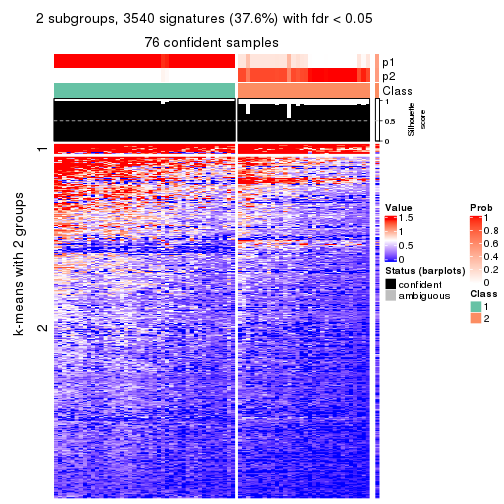 2 subgroups, 3540 signatures (37.6%) with fdr < 0.05
76 confident samples
p1
p2
Class
1
0.5
0
Silhouette
score
k-means with 2 groups
1
2
Value
1.5
1
0.5
0
Status (barplots)
confident
ambiguous
Prob
1
0.8
0.6
0.4
0.2
0
Class
1
2